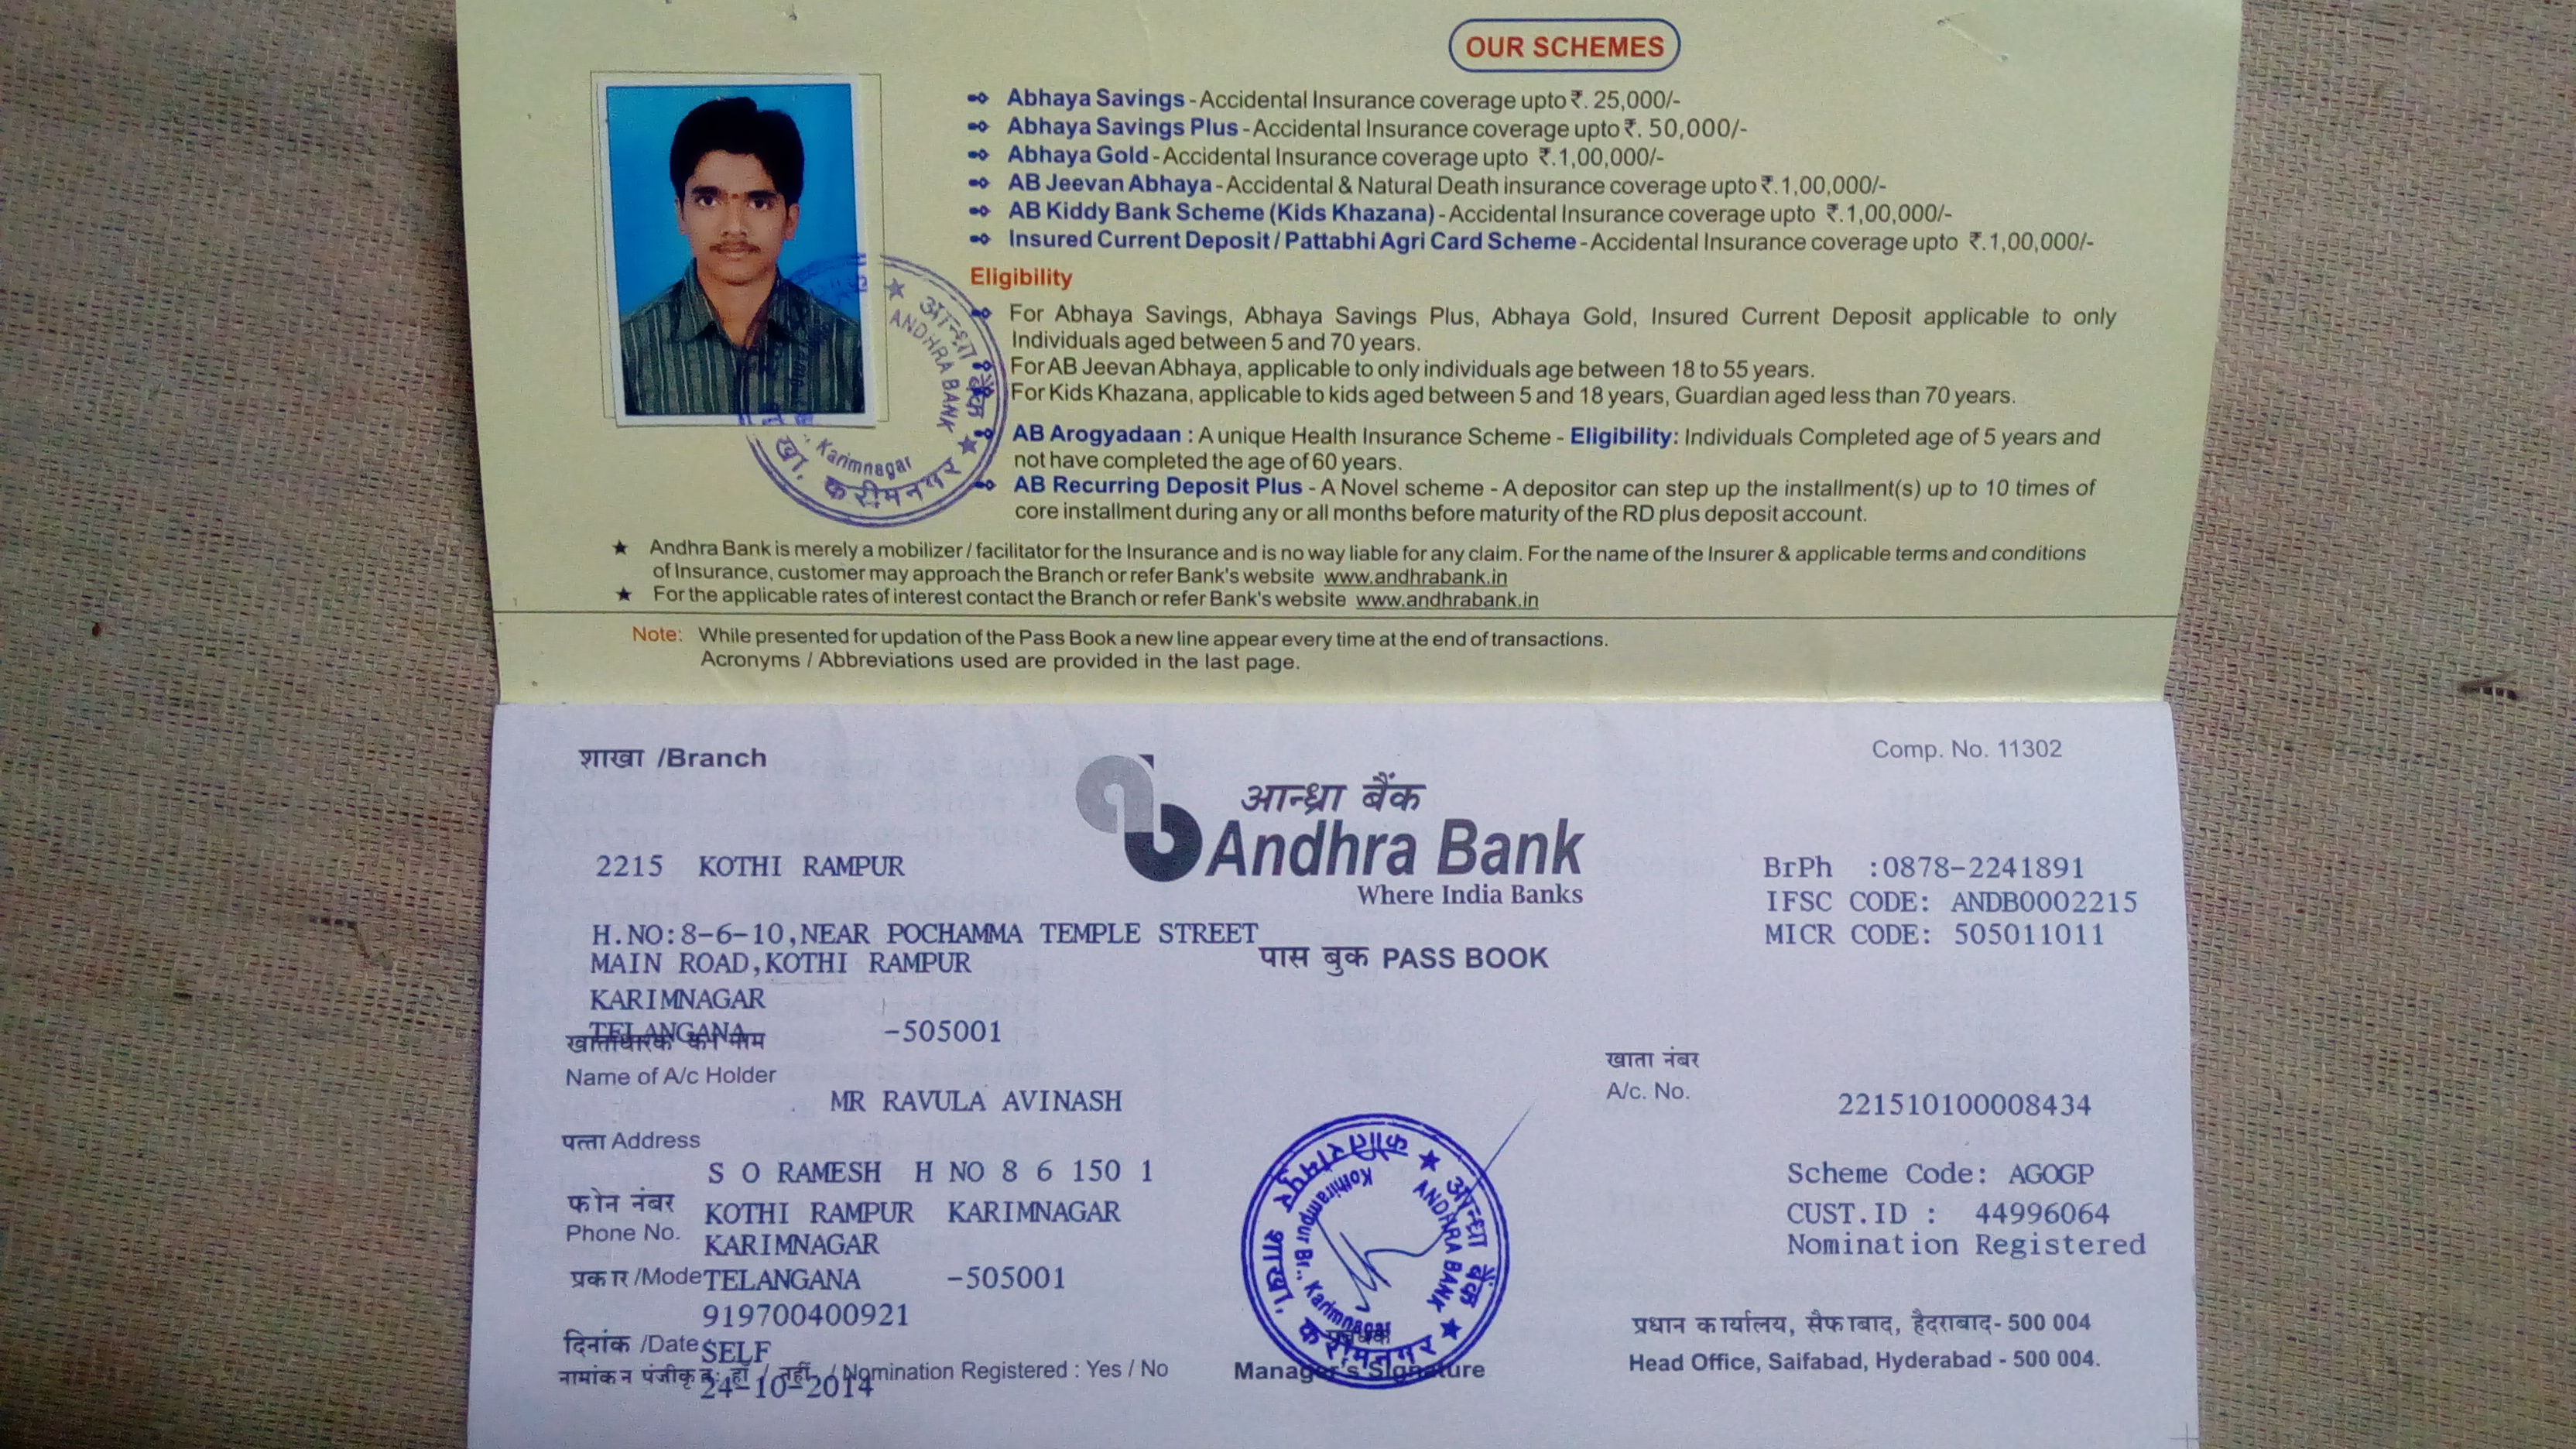 OUR SCHEMES
Abhaya Savings - Accidental Insurance coverage upto ₹. 25,000/-
Abhaya Savings Plus - Accidental Insurance coverage upto ₹. 50,000/-
Abhaya Gold - Accidental Insurance coverage upto ₹.1,00,000/-
AB Jeevan Abhaya - Accidental & Natural Death insurance coverage upto ₹.1,00,000/-
AB Kiddy Bank Scheme (Kids Khazana) - Accidental Insurance coverage upto ₹.1,00,000/-
Insured Current Deposit / Pattabhi Agri Card Scheme - Accidental Insurance coverage upto ₹.1,00,000/-
Eligibility
For Abhaya Savings, Abhaya Savings Plus, Abhaya Gold, Insured Current Deposit applicable to only
Individuals aged between 5 and 70 years.
For AB Jeevan Abhaya, applicable to only individuals age between 18 to 55 years.
For Kids Khazana, applicable to kids aged between 5 and 18 years, Guardian aged less than 70 years.
AB Arogyadaan : A unique Health Insurance Scheme - Eligibility: Individuals Completed age of 5 years and
not have completed the age of 60 years.
AB Recurring Deposit Plus - A Novel scheme - A depositor can step up the installment(s) up to 10 times of
core installment during any or all months before maturity of the RD plus deposit account.
आन्ध्रा बैंक
ANDHRA BANK
Karimnagar
करीमनगर
★ Andhra Bank is merely a mobilizer / facilitator for the Insurance and is no way liable for any claim. For the name of the Insurer & applicable terms and conditions
of Insurance, customer may approach the Branch or refer Bank's website www.andhrabank.in
★ For the applicable rates of interest contact the Branch or refer Bank's website www.andhrabank.in
Note: While presented for updation of the Pass Book a new line appear every time at the end of transactions.
Acronyms / Abbreviations used are provided in the last page.
शाखा /Branch
Comp. No. 11302
आन्ध्रा बैंक
Andhra Bank
Where India Banks
2215 KOTHI RAMPUR
BrPh :0878-2241891
IFSC CODE: ANDB0002215
MICR CODE: 505011011
H.NO:8-6-10,NEAR POCHAMMA TEMPLE STREET
MAIN ROAD,KOTHI RAMPUR
पास बुक PASS BOOK
KARIMNAGAR
TELANGANA -505001
खाताधारक का नाम
Name of A/c Holder
MR RAVULA AVINASH
खाता नंबर
A/c. No.
221510100008434
पत्ता Address
S O RAMESH H NO 8 6 150 1
Scheme Code: AGOGP
फोन नंबर
Phone No.
KOTHI RAMPUR KARIMNAGAR
KARIMNAGAR
CUST.ID : 44996064
Nomination Registered
प्रकार /Mode TELANGANA -505001
919700400921
दिनांक /Date SELF
नामांकन पंजीकृत: हाँ / नहीं / Nomination Registered : Yes / No
24-10-2014
कोतिरामपुर शाखा, करीमनगर
आन्ध्रा बैंक
ANDHRA BANK
Kothirampur Br., Karimnagar
Manager's Signature
प्रधान कार्यालय, सैफाबाद, हैदराबाद- 500 004
Head Office, Saifabad, Hyderabad - 500 004.